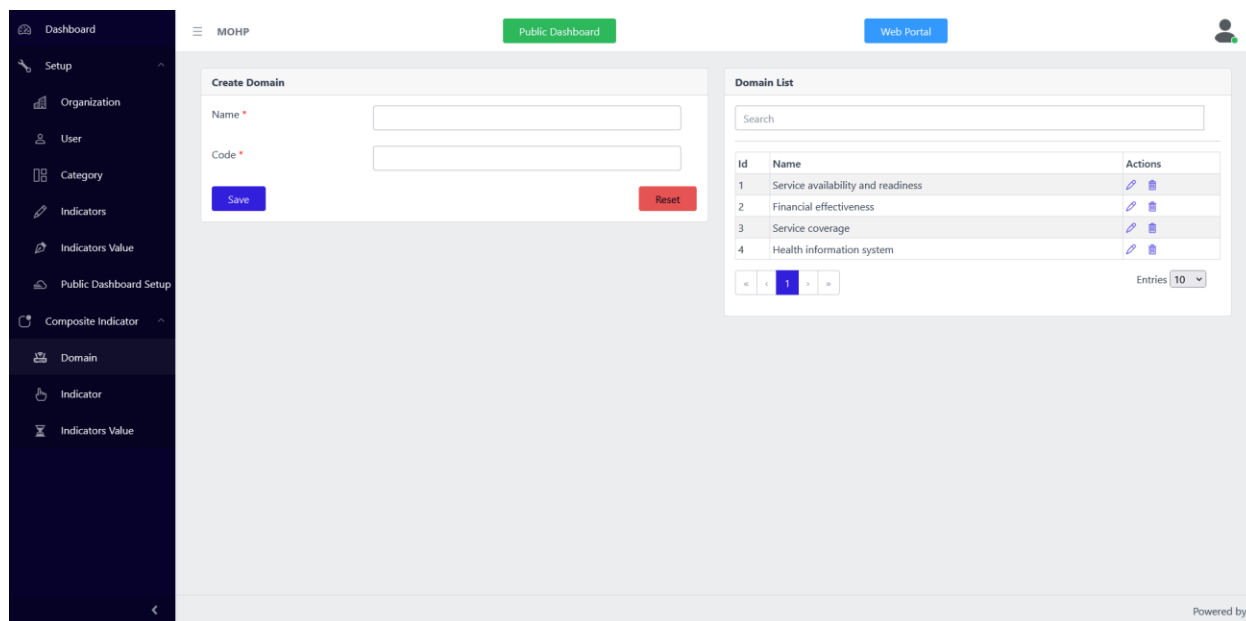 Dashboard
Setup
Organization
User
Category
Indicators
Indicators Value
Public Dashboard Setup
Composite Indicator
Domain
Indicator
Indicators Value
MOHP
Public Dashboard
Web Portal
Create Domain
Name *
Code *
Save
Reset
Domain List
Search
Id Name Actions
1 Service availability and readiness
2 Financial effectiveness
3 Service coverage
4 Health information system
« ‹ 1 › »
Entries 10
Powered by